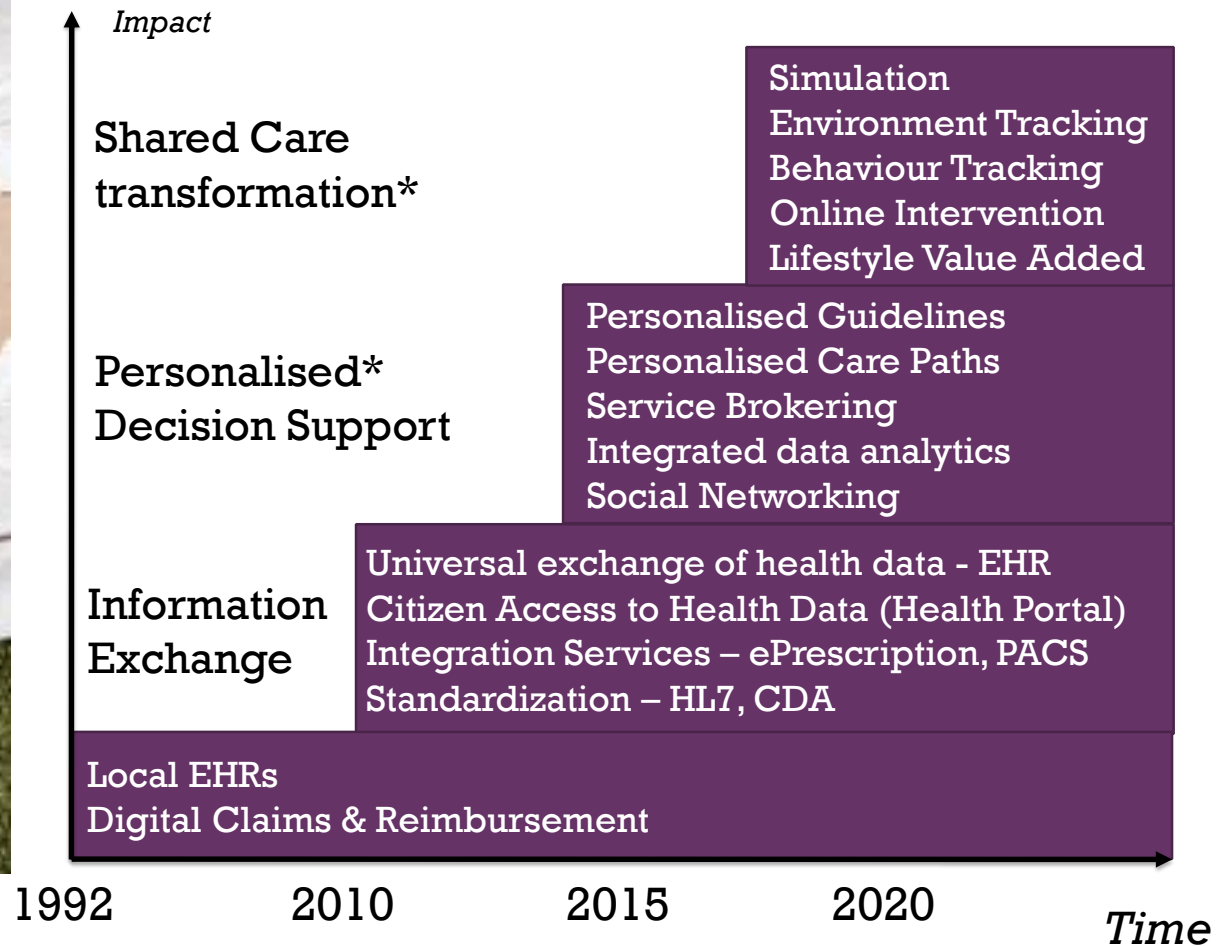 Impact
Shared Care
transformation*
Simulation
Environment Tracking
Behaviour Tracking
Online Intervention
Lifestyle Value Added
Personalised*
Decision Support
Personalised Guidelines
Personalised Care Paths
Service Brokering
Integrated data analytics
Social Networking
Information
Exchange
Universal exchange of health data - EHR
Citizen Access to Health Data (Health Portal)
Integration Services – ePrescription, PACS
Standardization – HL7, CDA
Local EHRs
Digital Claims & Reimbursement
1992 2010 2015 2020 Time